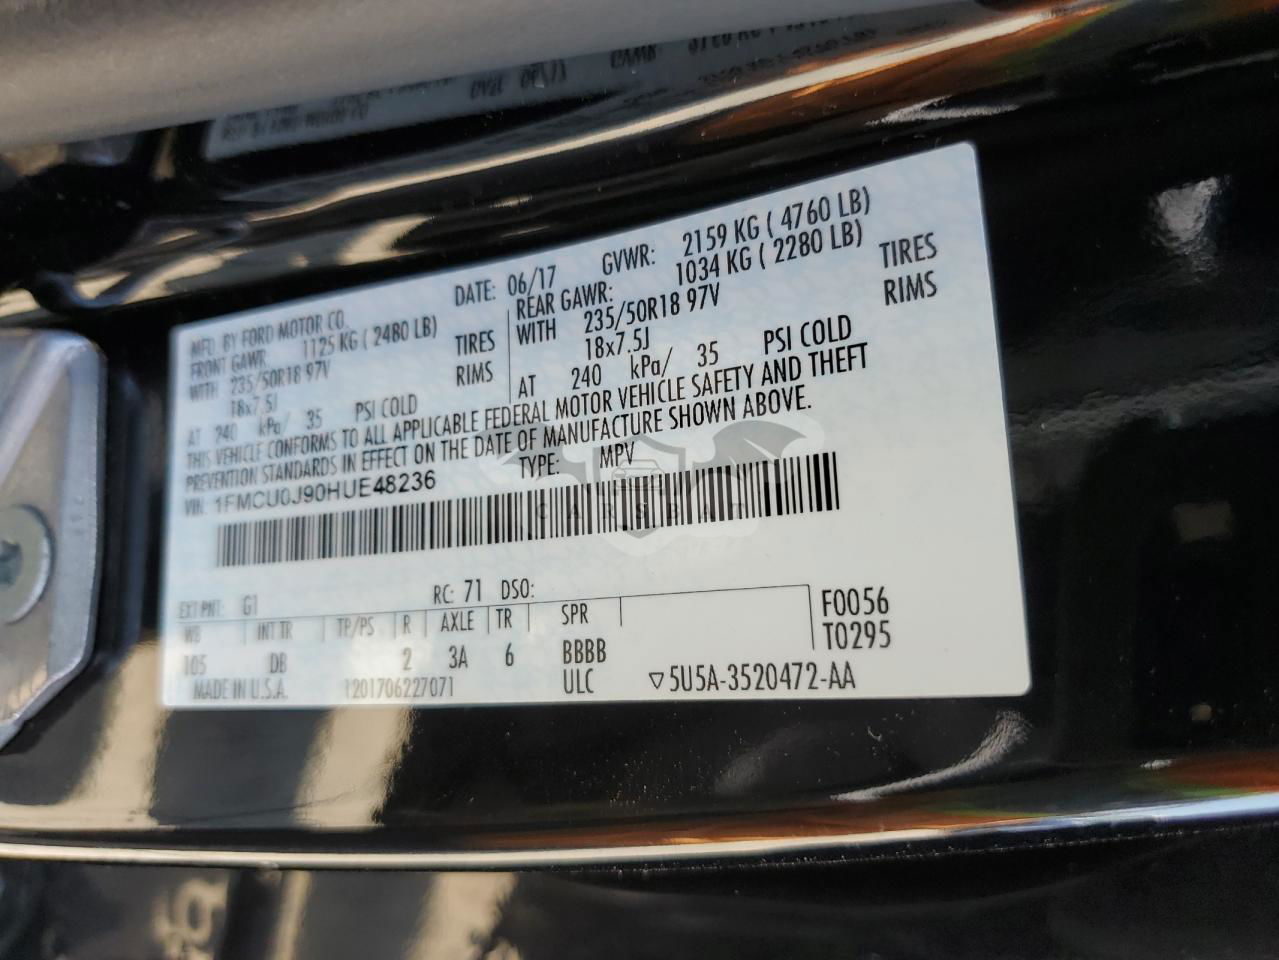 MFD. BY FORD MOTOR CO. DATE: 06/17 GVWR: 2159 KG ( 4760 LB)
FRONT GAWR: 1125 KG ( 2480 LB) REAR GAWR: 1034 KG ( 2280 LB)
WITH 235/50R18 97V TIRES WITH 235/50R18 97V TIRES
18x7.5J RIMS 18x7.5J RIMS
AT 240 kPa/ 35 PSI COLD AT 240 kPa/ 35 PSI COLD
THIS VEHICLE CONFORMS TO ALL APPLICABLE FEDERAL MOTOR VEHICLE SAFETY AND THEFT
PREVENTION STANDARDS IN EFFECT ON THE DATE OF MANUFACTURE SHOWN ABOVE.
VIN: 1FMCU0J90HUE48236 TYPE: MPV
CARSBAT
EXT PNT: G1 RC: 71 DSO: F0056
WB INT TR TP/PS R AXLE TR SPR T0295
105 DB 2 3A 6 BBBB
MADE IN U.S.A. 1201706227071 ULC ▽5U5A-3520472-AA